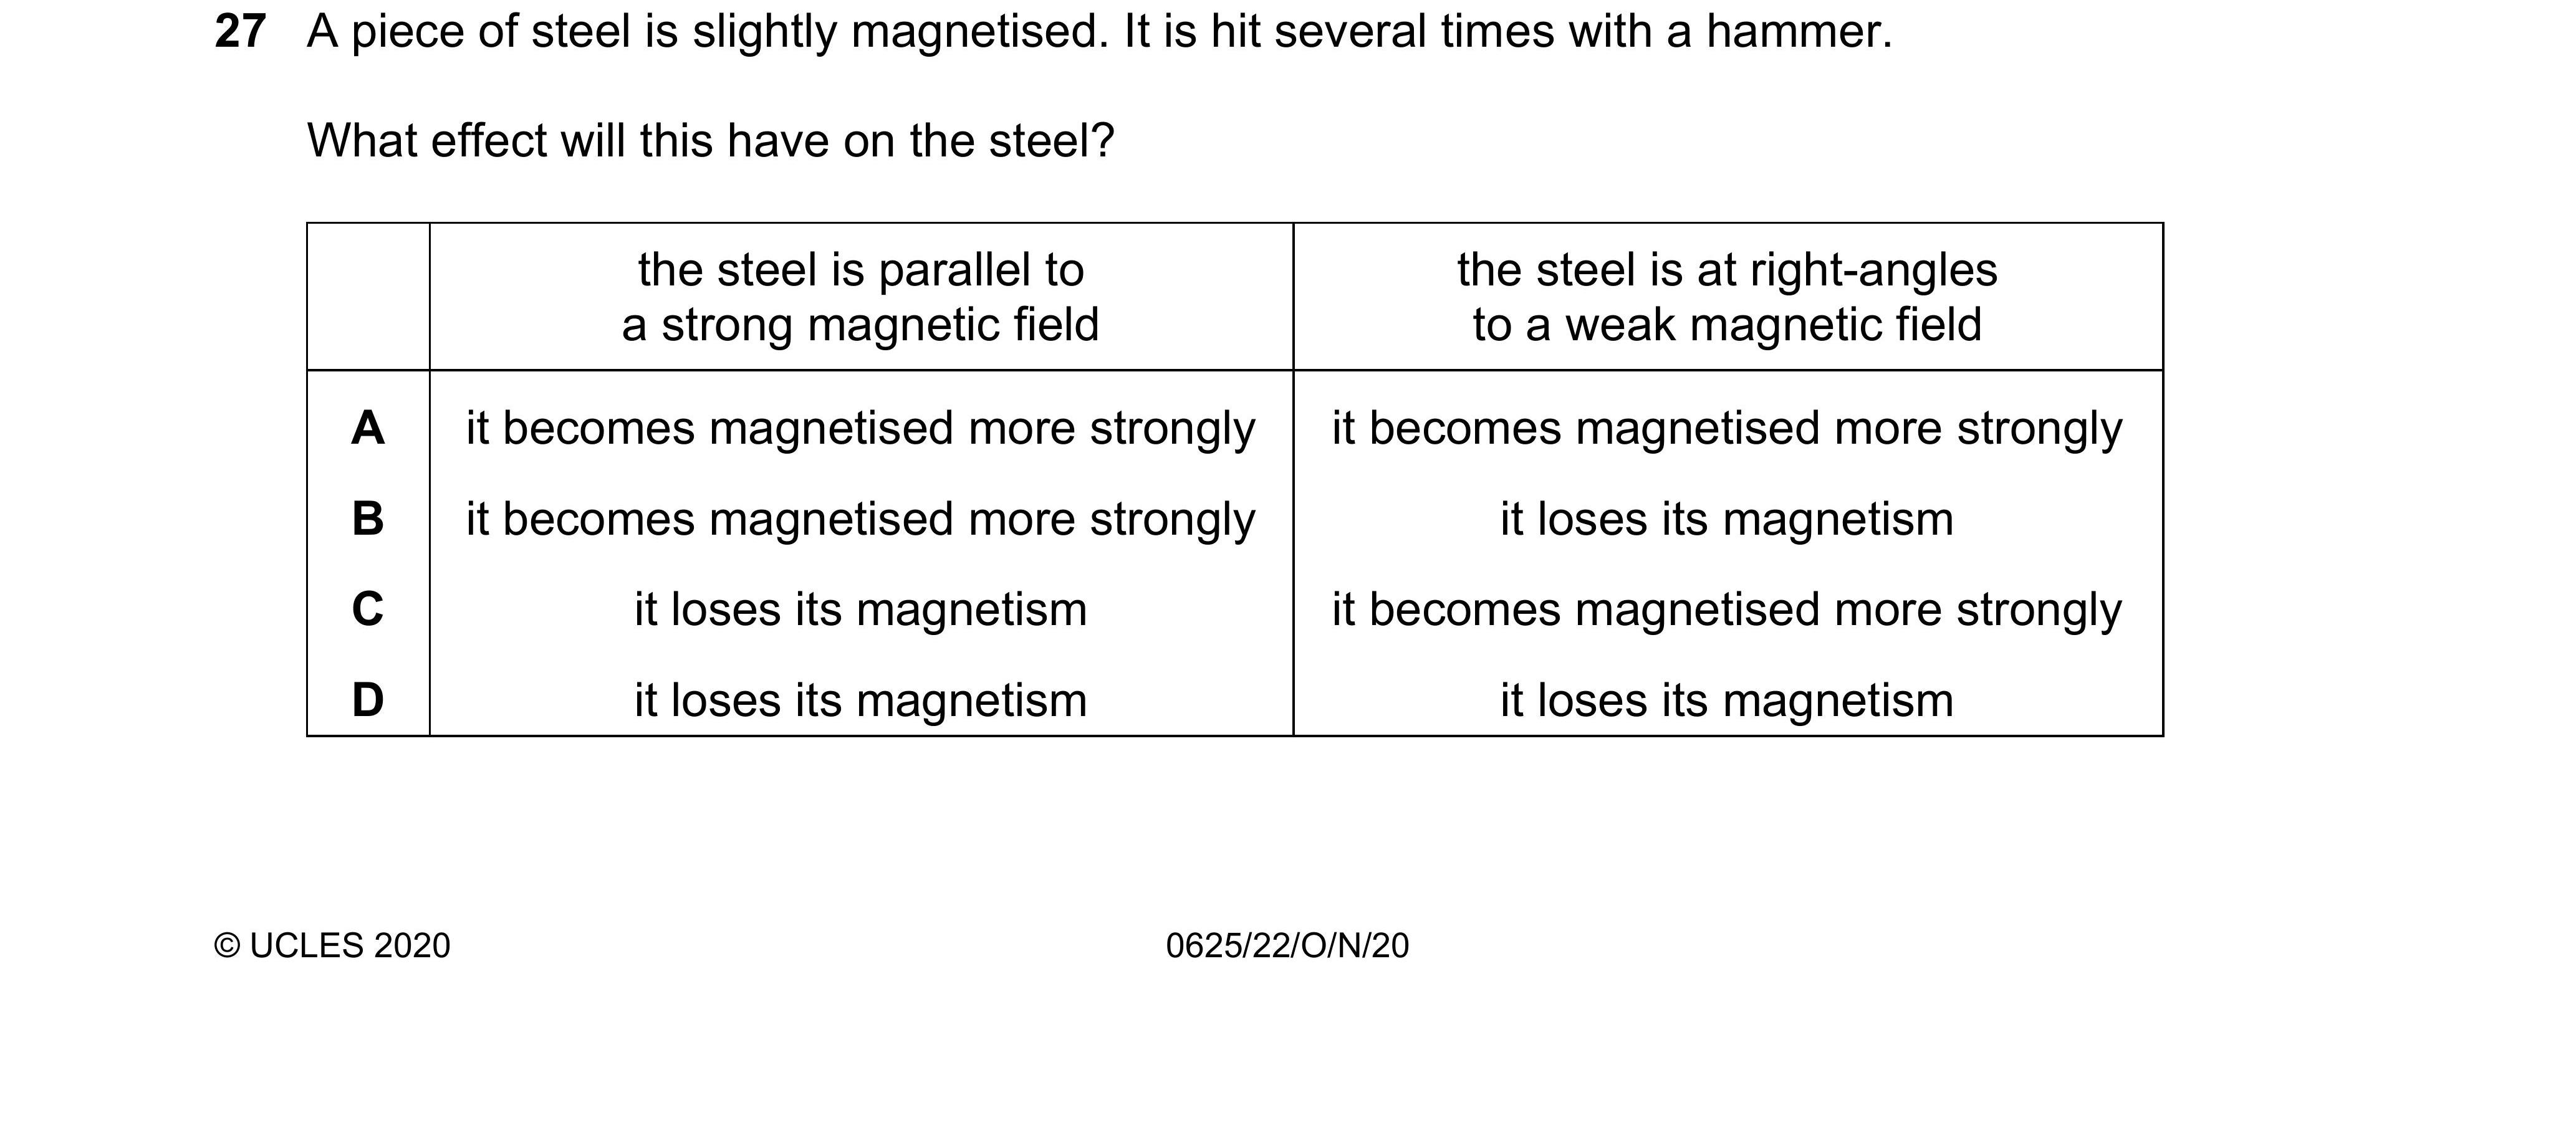 27 A piece of steel is slightly magnetised. It is hit several times with a hammer.
What effect will this have on the steel?
the steel is parallel to
a strong magnetic field
the steel is at right-angles
to a weak magnetic field
A it becomes magnetised more strongly it becomes magnetised more strongly
B it becomes magnetised more strongly it loses its magnetism
C it loses its magnetism it becomes magnetised more strongly
D it loses its magnetism it loses its magnetism
© UCLES 2020 0625/22/O/N/20